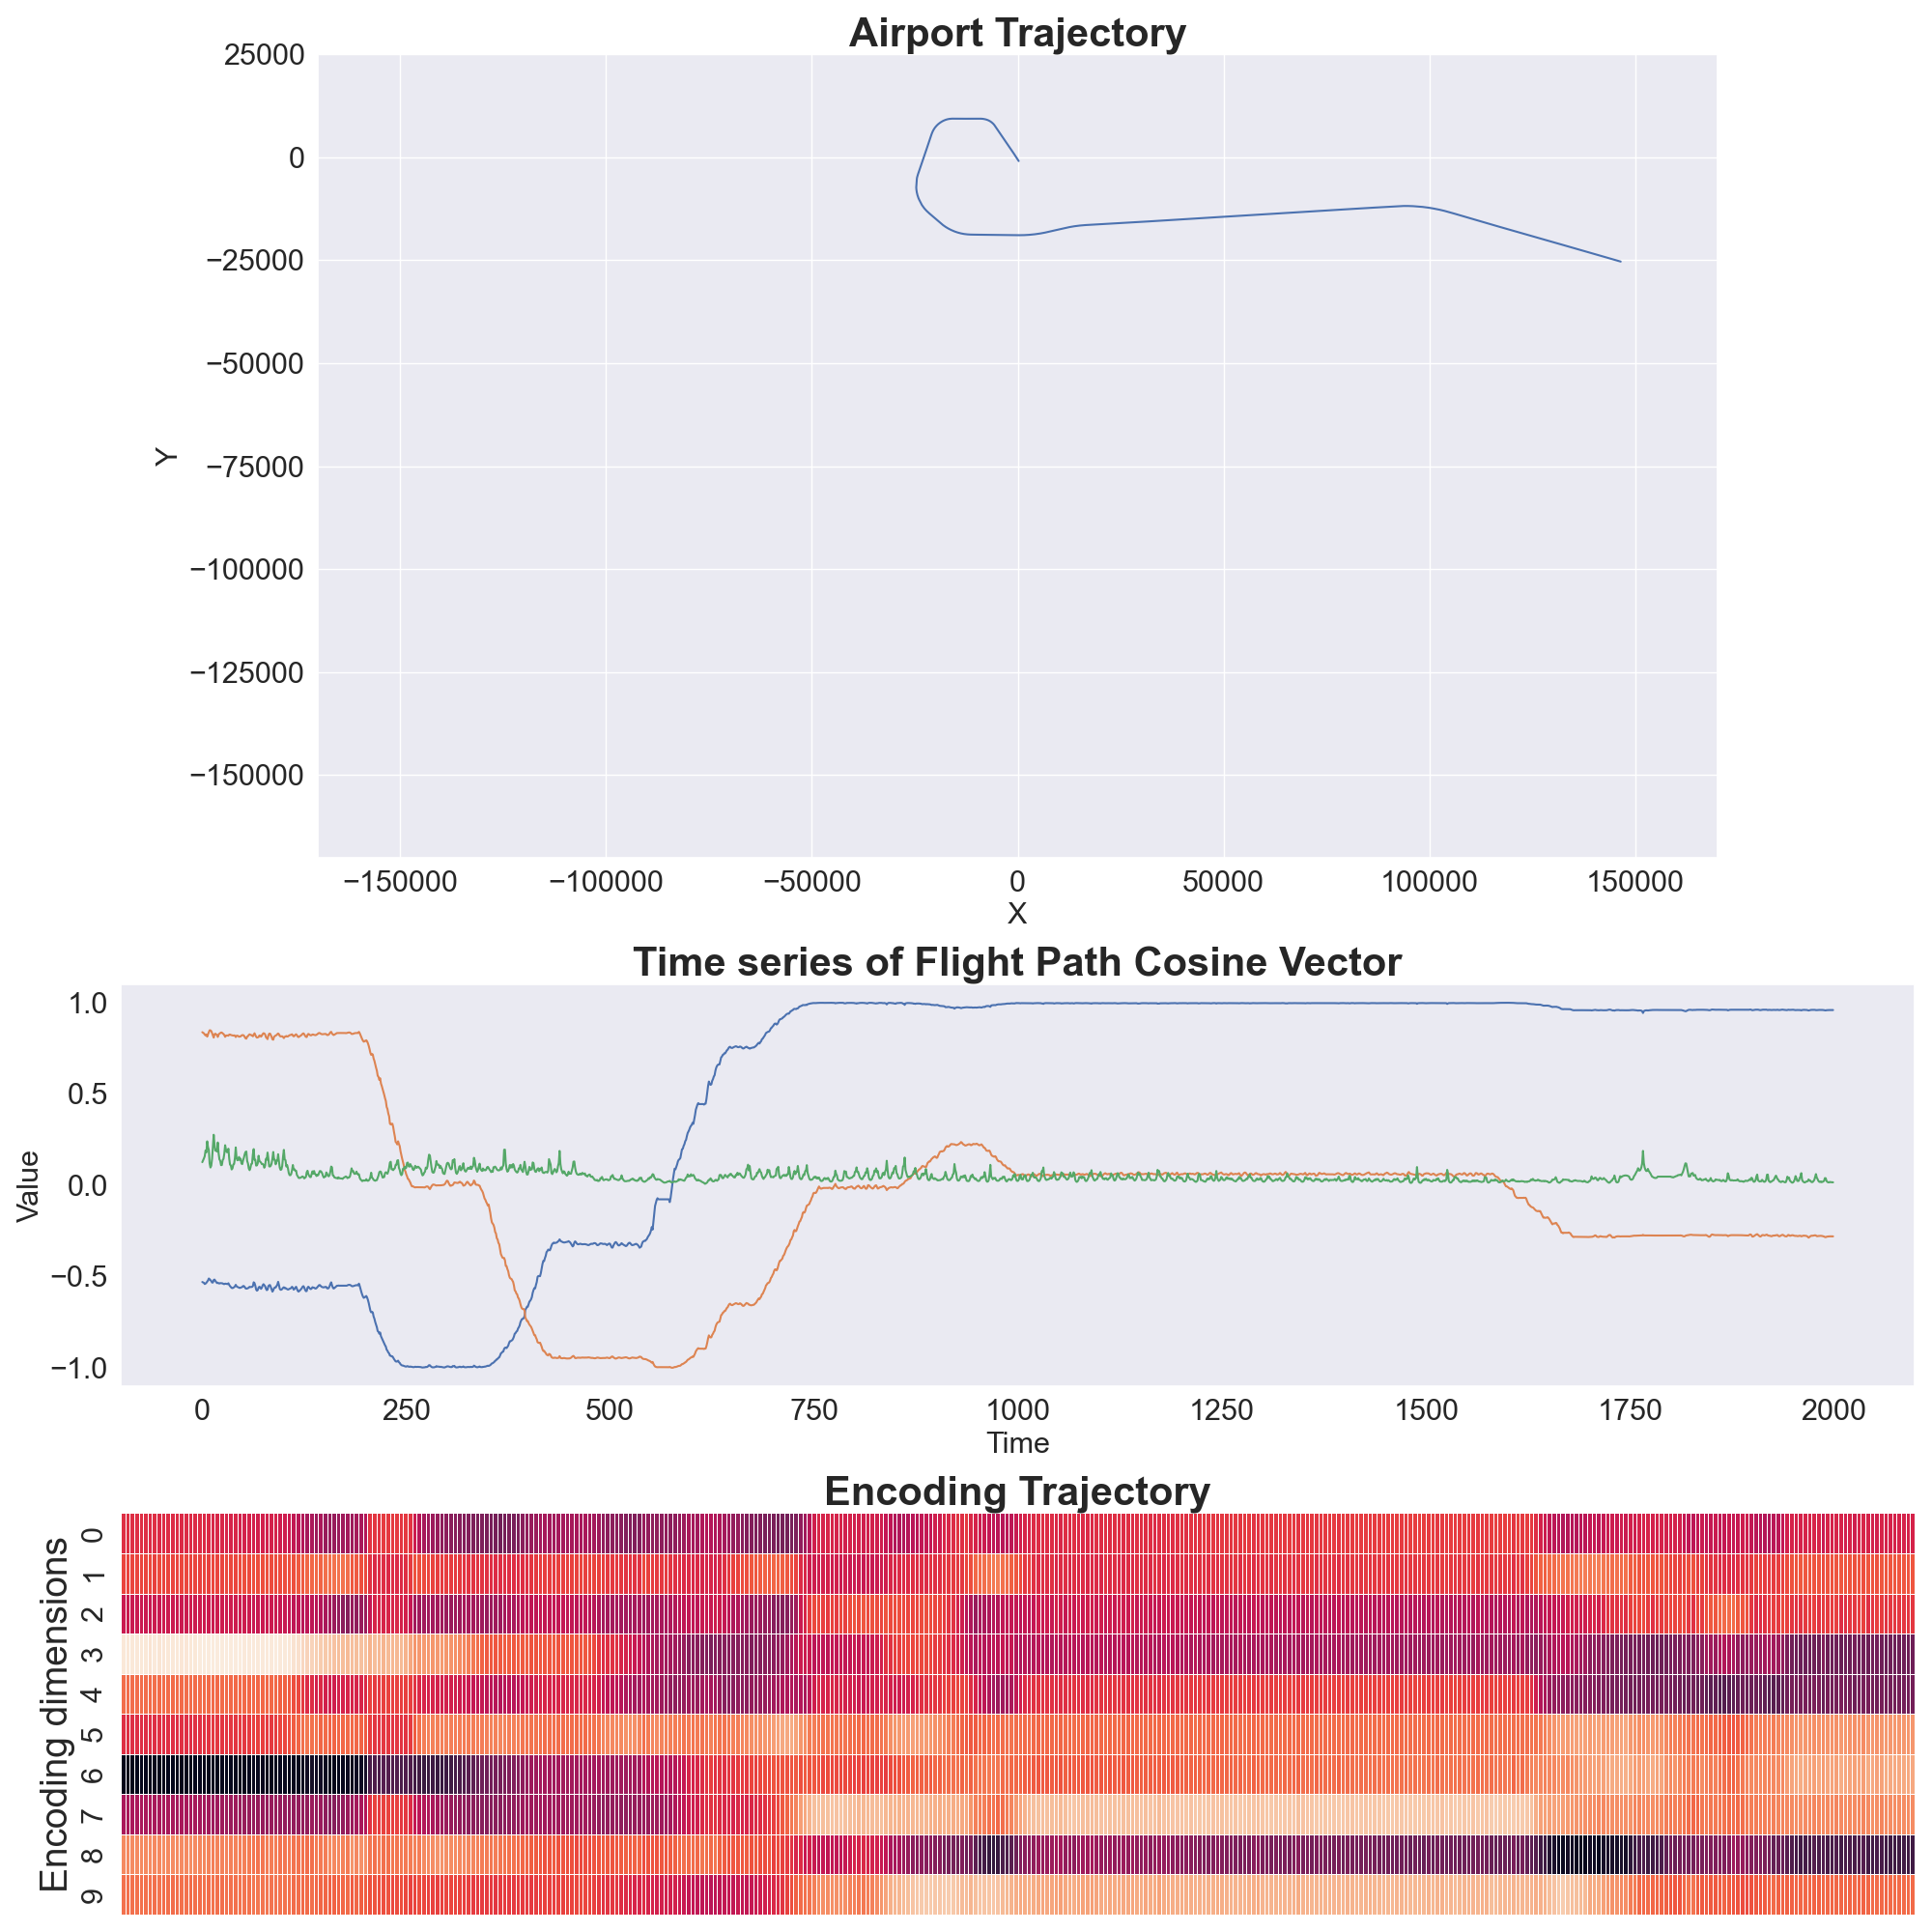 Airport Trajectory
25000
0
−25000
−50000
−75000
−100000
−125000
−150000
Y
−150000 −100000 −50000 0 50000 100000 150000
X
Time series of Flight Path Cosine Vector
1.0
0.5
0.0
−0.5
−1.0
Value
0 250 500 750 1000 1250 1500 1750 2000
Time
Encoding Trajectory
0
1
2
3
4
5
6
7
8
9
Encoding dimensions